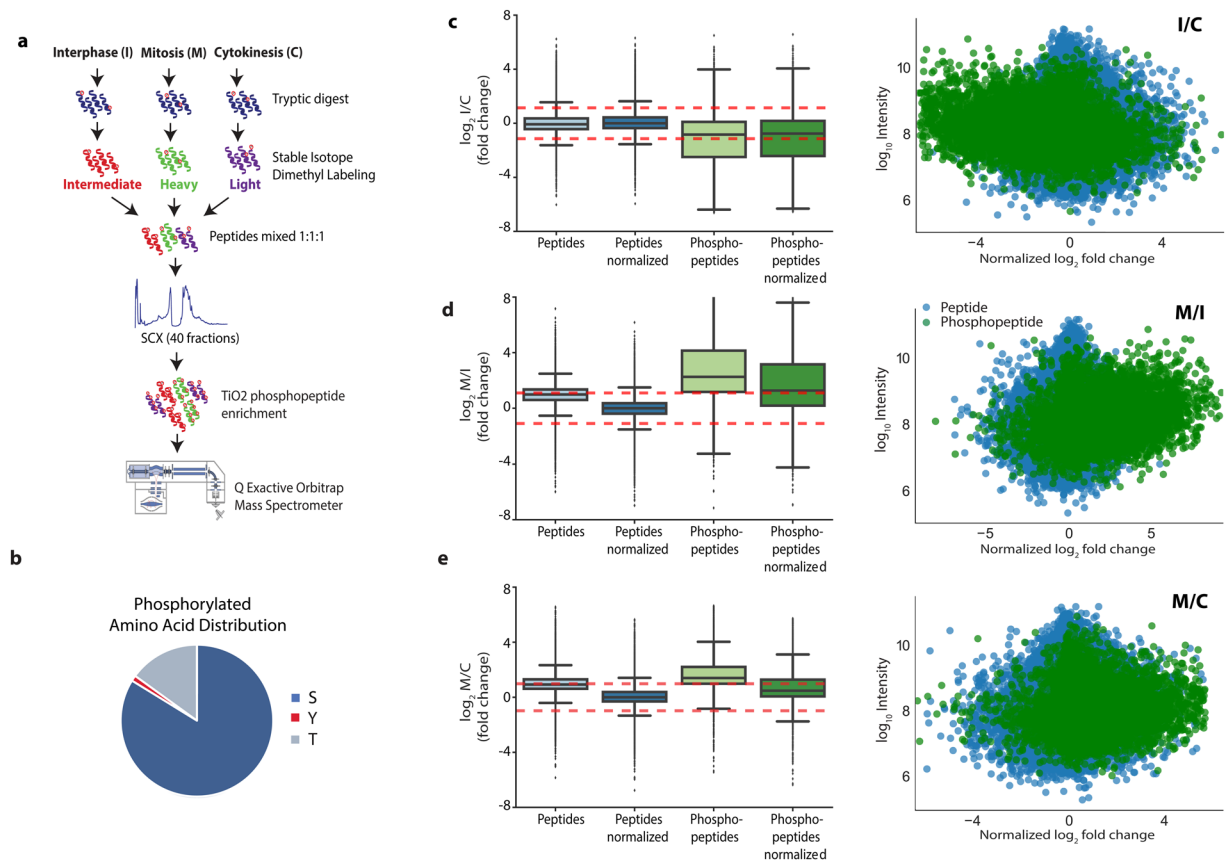 a
Interphase (I) Mitosis (M) Cytokinesis (C)
Tryptic digest
Stable Isotope
Dimethyl Labeling
Intermediate Heavy Light
Peptides mixed 1:1:1
SCX (40 fractions)
TiO2 phosphopeptide
enrichment
Q Exactive Orbitrap
Mass Spectrometer
b
Phosphorylated
Amino Acid Distribution
S
Y
T
c
log2 I/C
(fold change)
8
4
0
-4
-8
Peptides
Peptides
normalized
Phospho-
peptides
Phospho-
peptides
normalized
I/C
log10 Intensity
10
8
6
−4 0 4
Normalized log2 fold change
d
log2 M/I
(fold change)
8
4
0
-4
-8
Peptides
Peptides
normalized
Phospho-
peptides
Phospho-
peptides
normalized
M/I
Peptide
Phosphopeptide
log10 Intensity
10
8
6
−5 0 5
Normalized log2 fold change
e
log2 M/C
(fold change)
8
4
0
-4
-8
Peptides
Peptides
normalized
Phospho-
peptides
Phospho-
peptides
normalized
M/C
log10 Intensity
10
8
6
−4 0 4
Normalized log2 fold change